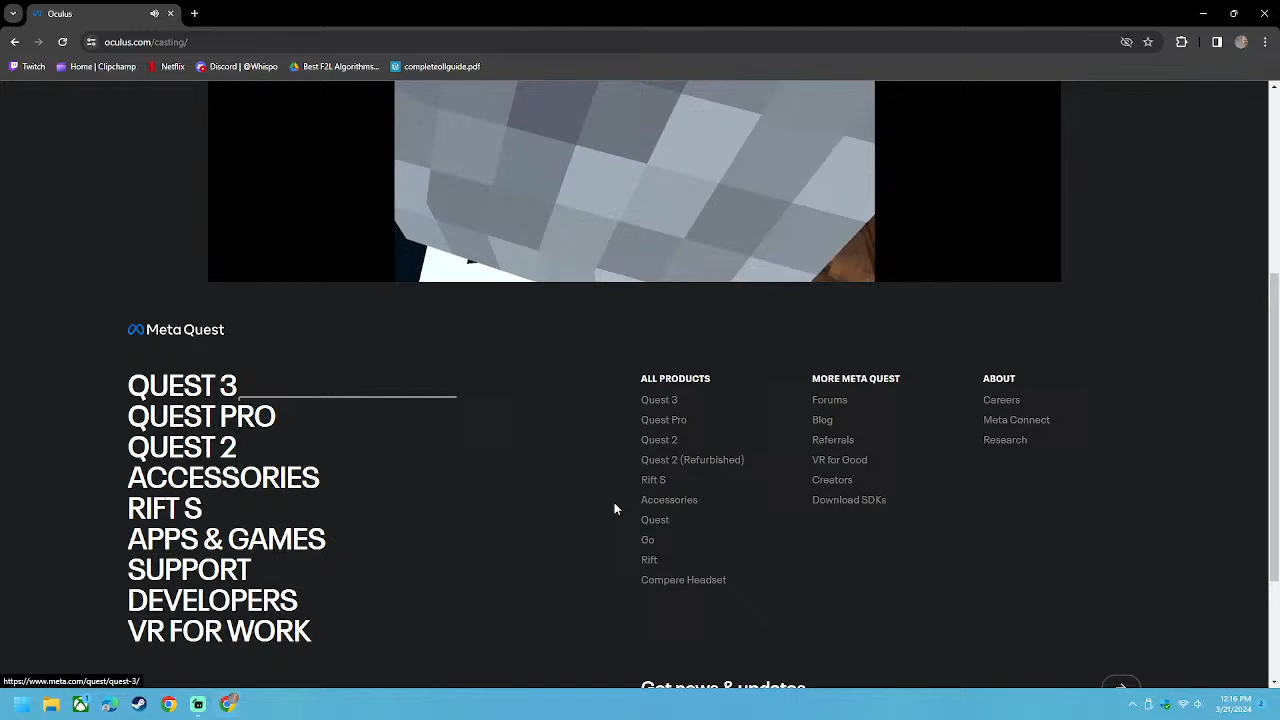 Oculus
oculus.com/casting/
Twitch
Home | Clipchamp
Netflix
Discord | @Whispo
Best F2L Algorithms...
completeollguide.pdf
Meta Quest
QUEST 3
QUEST PRO
QUEST 2
ACCESSORIES
RIFT S
APPS & GAMES
SUPPORT
DEVELOPERS
VR FOR WORK
ALL PRODUCTS
Quest 3
Quest Pro
Quest 2
Quest 2 (Refurbished)
Rift S
Accessories
Quest
Go
Rift
Compare Headset
MORE META QUEST
Forums
Blog
Referrals
VR for Good
Creators
Download SDKs
ABOUT
Careers
Meta Connect
Research
Get news & updates
https://www.meta.com/quest/quest-3/
12:16 PM
3/21/2024
2